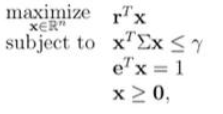 maximize r^T x
x∈ℝ^n
subject to x^T Σx ≤ γ
e^T x = 1
x ≥ 0,